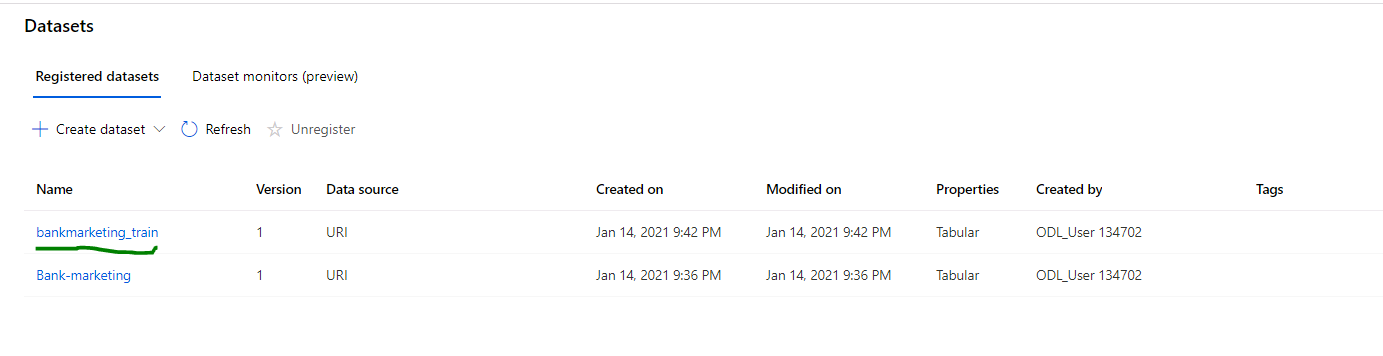 Datasets
Registered datasets Dataset monitors (preview)
Create dataset Refresh Unregister
Name Version Data source Created on Modified on Properties Created by Tags
bankmarketing_train 1 URI Jan 14, 2021 9:42 PM Jan 14, 2021 9:42 PM Tabular ODL_User 134702
Bank-marketing 1 URI Jan 14, 2021 9:36 PM Jan 14, 2021 9:36 PM Tabular ODL_User 134702